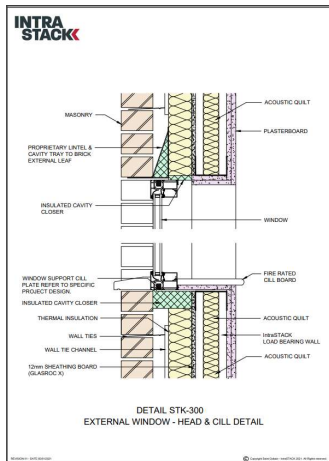 INTRA
STACK
MASONRY
PROPRIETARY LINTEL &
CAVITY TRAY TO BRICK
EXTERNAL LEAF
INSULATED CAVITY
CLOSER
ACOUSTIC QUILT
PLASTERBOARD
WINDOW
WINDOW SUPPORT CILL
PLATE REFER TO SPECIFIC
PROJECT DESIGN.
INSULATED CAVITY CLOSER
THERMAL INSULATION
WALL TIES
WALL TIE CHANNEL
12mm SHEATHING BOARD
(GLASROC X)
FIRE RATED
CILL BOARD
ACOUSTIC QUILT
IntraSTACK
LOAD BEARING WALL
ACOUSTIC QUILT
DETAIL STK-300
EXTERNAL WINDOW - HEAD & CILL DETAIL